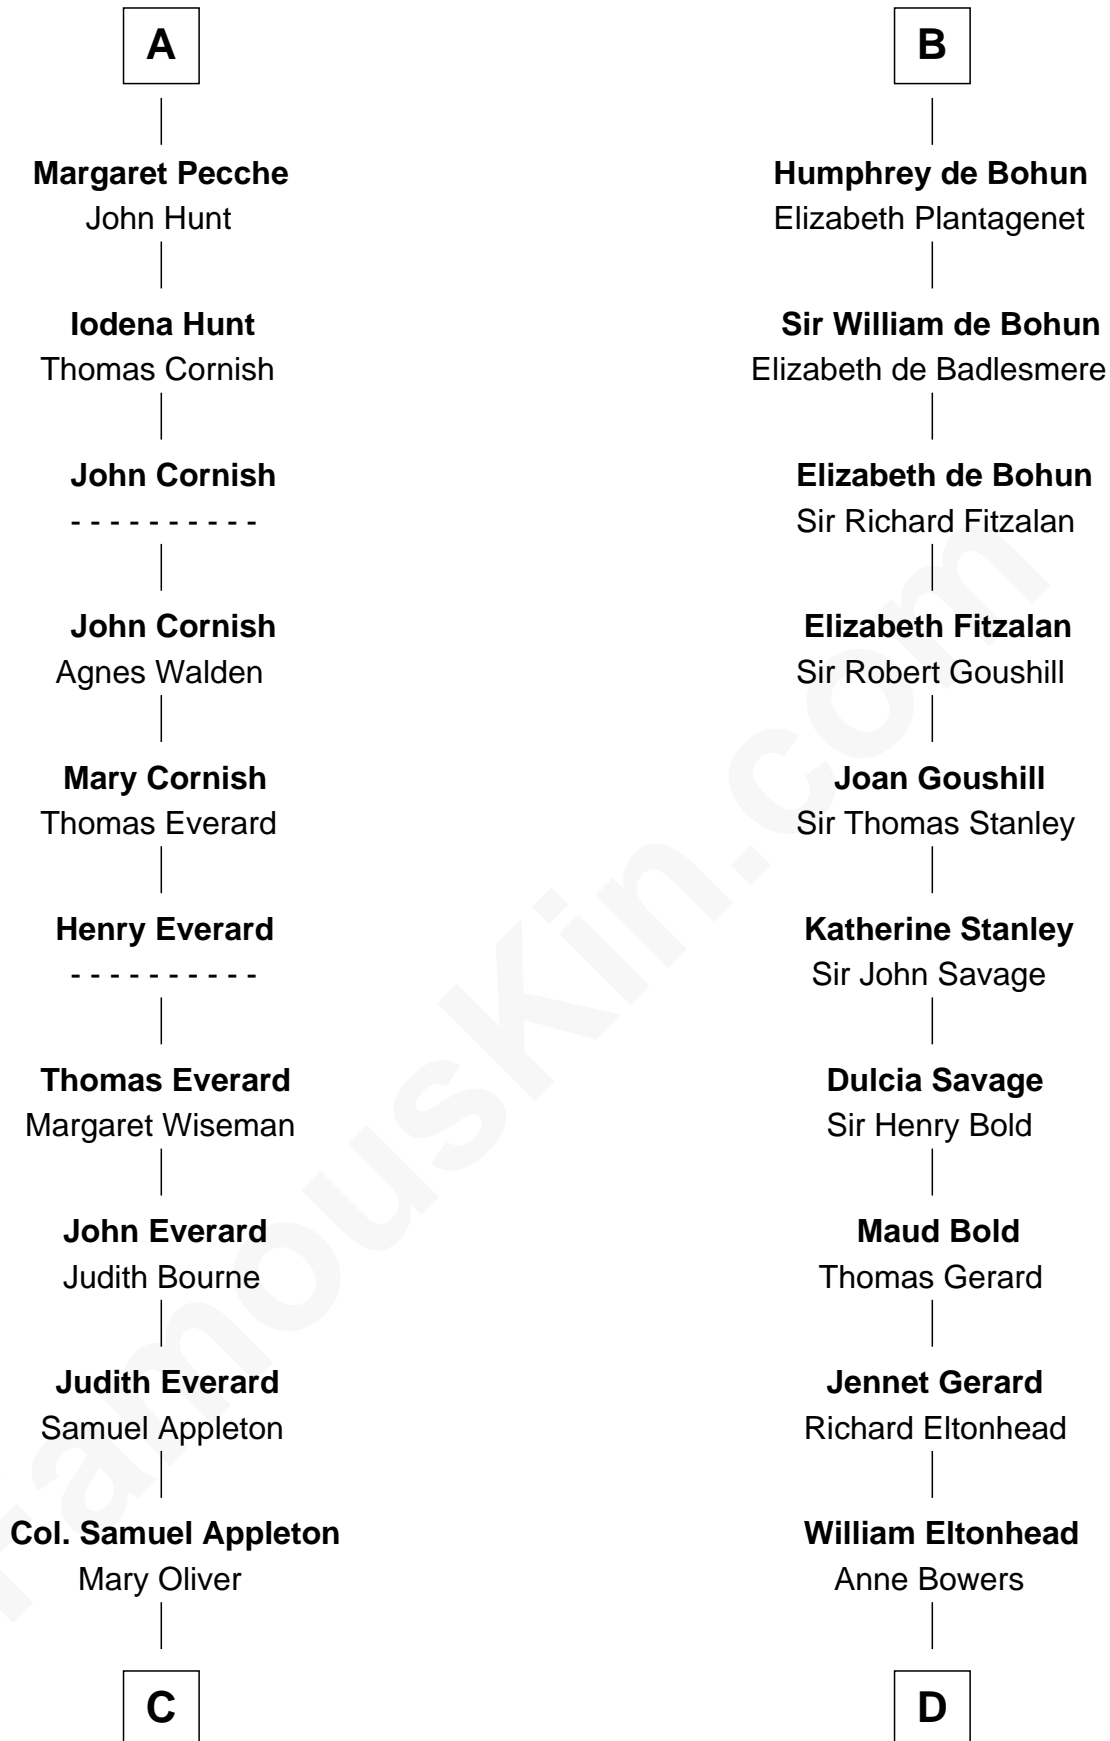 A
Margaret Pecche
John Hunt
Iodena Hunt
Thomas Cornish
John Cornish
- - - - - - - - - -
John Cornish
Agnes Walden
Mary Cornish
Thomas Everard
Henry Everard
- - - - - - - - - -
Thomas Everard
Margaret Wiseman
John Everard
Judith Bourne
Judith Everard
Samuel Appleton
Col. Samuel Appleton
Mary Oliver
C
B
Humphrey de Bohun
Elizabeth Plantagenet
Sir William de Bohun
Elizabeth de Badlesmere
Elizabeth de Bohun
Sir Richard Fitzalan
Elizabeth Fitzalan
Sir Robert Goushill
Joan Goushill
Sir Thomas Stanley
Katherine Stanley
Sir John Savage
Dulcia Savage
Sir Henry Bold
Maud Bold
Thomas Gerard
Jennet Gerard
Richard Eltonhead
William Eltonhead
Anne Bowers
D
FamousKin.com